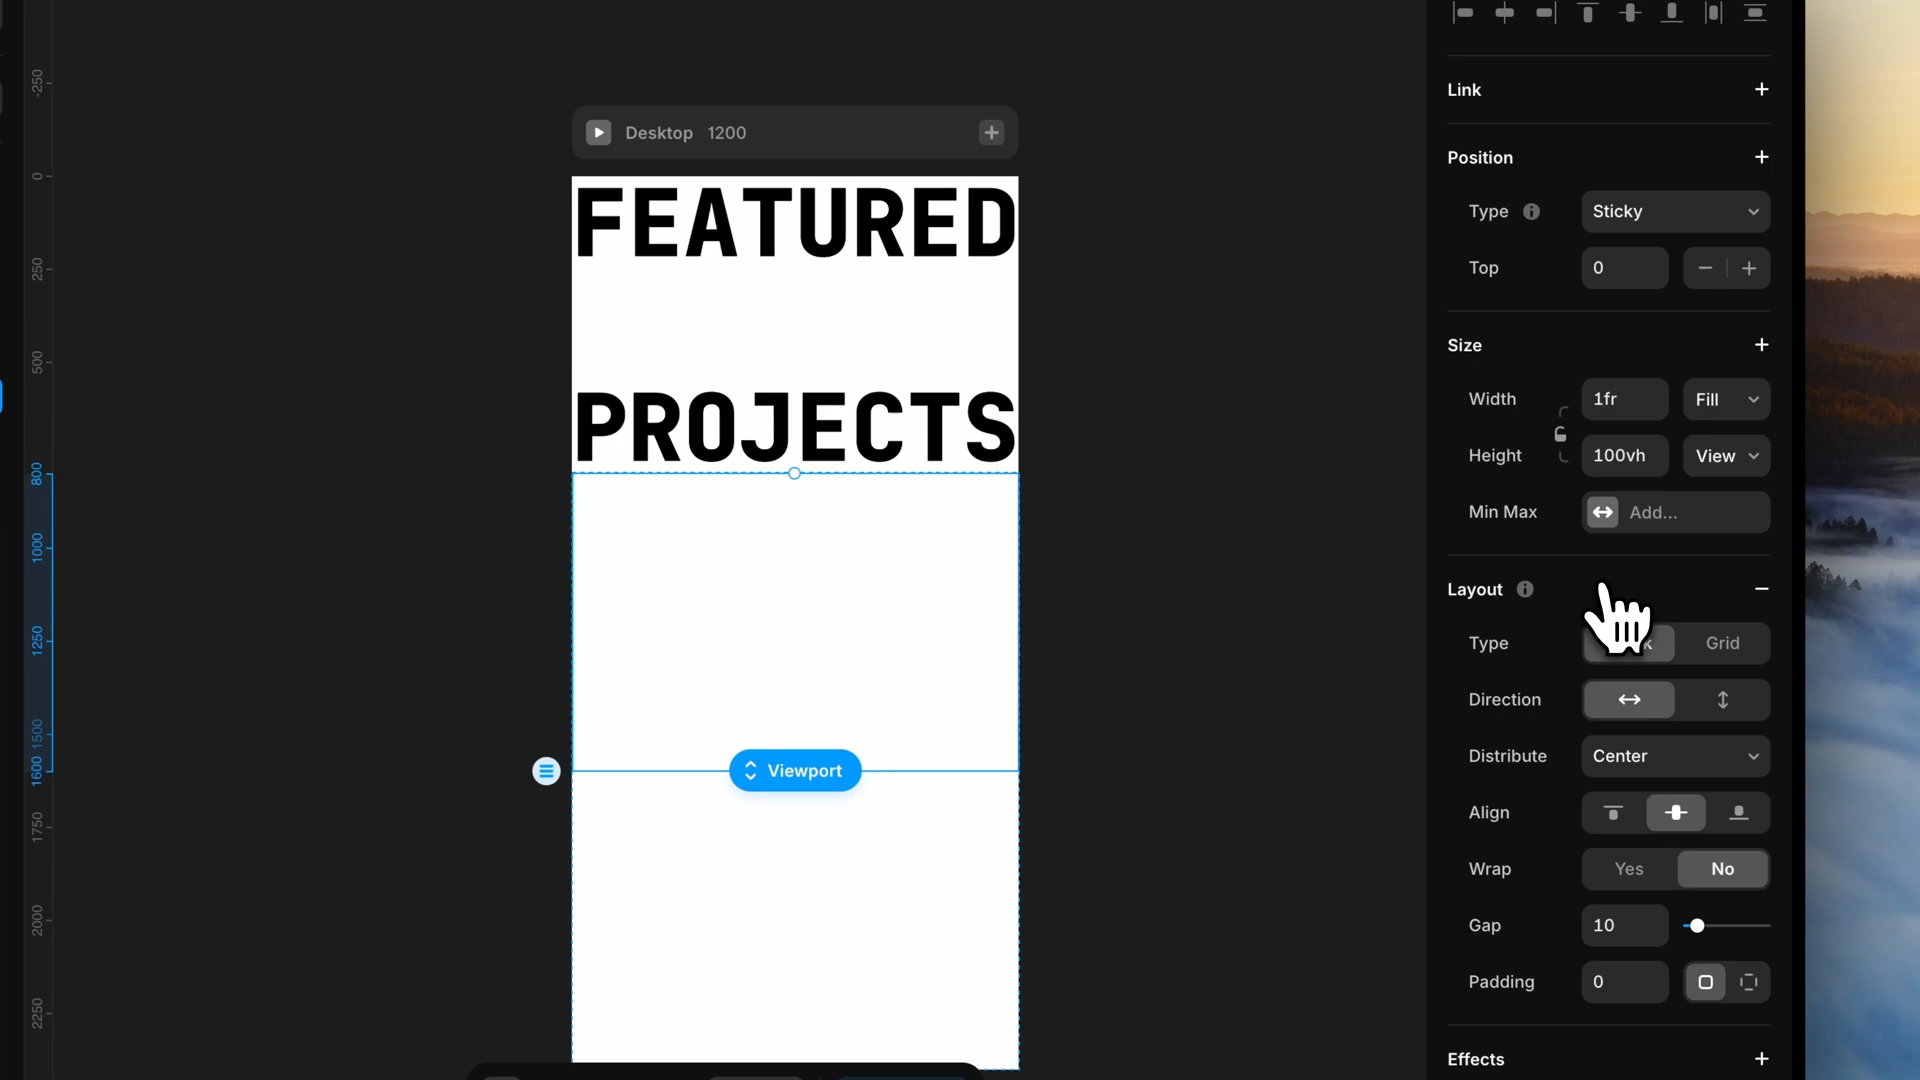 Link
Desktop 1200
Position
Type Sticky
Top 0
FEATURED
PROJECTS
Size
Width 1fr Fill
Height 100vh View
Min Max Add...
Layout
Type Grid
Direction
Viewport
Distribute Center
Align
Wrap Yes No
Gap 10
Padding 0
Effects
-250
0
250
500
800
1000
1250
1500
1600
1750
2000
2250